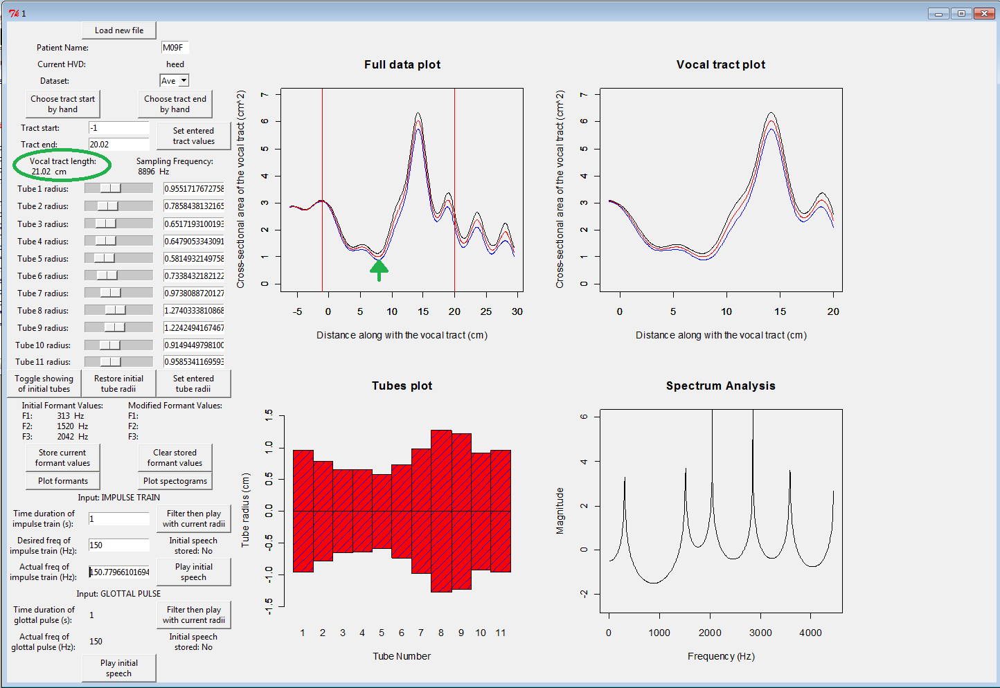 1
Load new file
Patient Name: M09F
Current HVD: heed
Dataset: Ave
Choose tract start by hand
Choose tract end by hand
Tract start: -1
Tract end: 20.02
Set entered tract values
Vocal tract length:
21.02 cm
Sampling Frequency:
8896 Hz
Tube 1 radius: 0.9551717672758
Tube 2 radius: 0.7858438132165
Tube 3 radius: 0.6517193100193
Tube 4 radius: 0.6479053343091
Tube 5 radius: 0.5814932149758
Tube 6 radius: 0.7338432182122
Tube 7 radius: 0.9738088720127
Tube 8 radius: 1.2740333810868
Tube 9 radius: 1.2242494167467
Tube 10 radius: 0.9149449798100
Tube 11 radius: 0.9585341169593
Toggle showing of initial tubes
Restore initial tube radii
Set entered tube radii
Initial Formant Values:
F1: 313 Hz
F2: 1520 Hz
F3: 2042 Hz
Modified Formant Values:
F1:
F2:
F3:
Store current formant values
Clear stored formant values
Plot formants
Plot spectograms
Input: IMPULSE TRAIN
Time duration of impulse train (s): 1
Filter then play with current radii
Desired freq of impulse train (Hz): 150
Initial speech stored: No
Actual freq of impulse train (Hz): 150.77966101694
Play initial speech
Input: GLOTTAL PULSE
Time duration of glottal pulse (s): 1
Filter then play with current radii
Actual freq of glottal pulse (Hz): 150
Initial speech stored: No
Play initial speech
Full data plot
Cross-sectional area of the vocal tract (cm^2)
7
6
5
4
3
2
1
0
-5 0 5 10 15 20 25 30
Distance along with the vocal tract (cm)
Vocal tract plot
Cross-sectional area of the vocal tract (cm^2)
7
6
5
4
3
2
1
0
0 5 10 15 20
Distance along with the vocal tract (cm)
Tubes plot
Tube radius (cm)
1.5
1.0
0.5
0.0
-0.5
-1.0
-1.5
1 2 3 4 5 6 7 8 9 10 11
Tube Number
Spectrum Analysis
Magnitude
6
4
2
0
-2
0 1000 2000 3000 4000
Frequency (Hz)